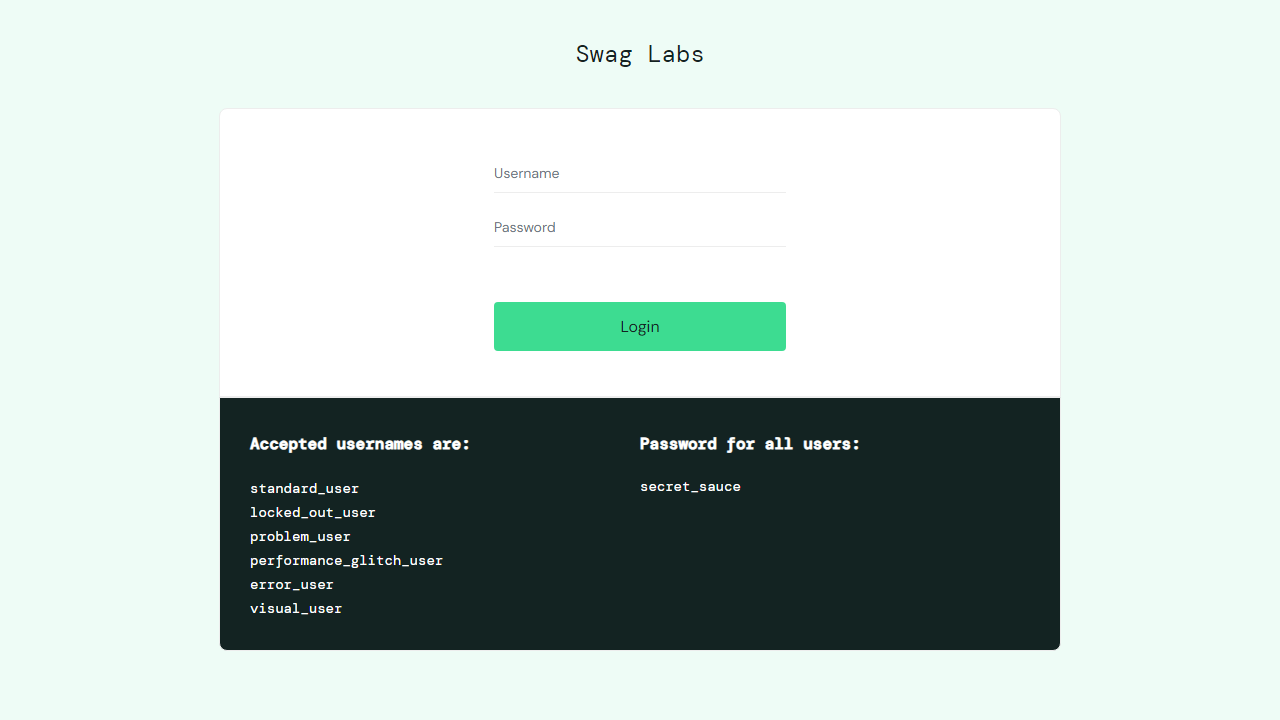 Swag Labs
Username
Password
Login
Accepted usernames are:
standard_user
locked_out_user
problem_user
performance_glitch_user
error_user
visual_user
Password for all users:
secret_sauce